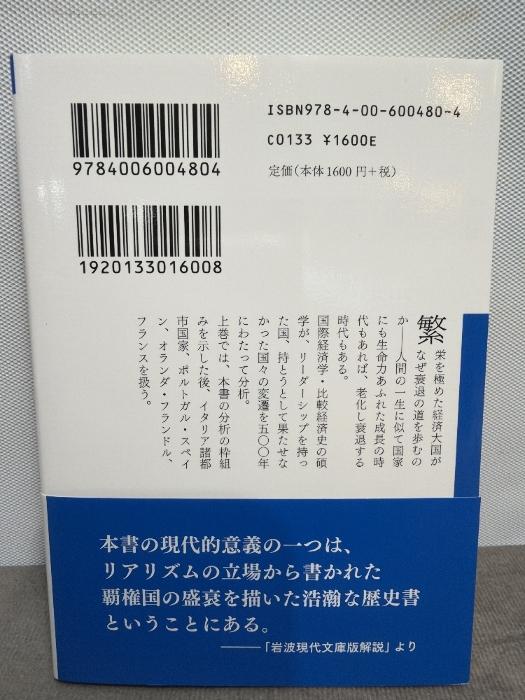 ISBN978-4-00-600480-4
C0133 ¥1600E
定価(本体1600円+税)
9784006004804
1920133016008
繁栄を極めた経済大国が
なぜ衰退の道を歩むの
か――人間の一生に似て国家
にも生命力あふれた成長の時
代もあれば、老化し衰退する
時代もある。
国際経済学・比較経済史の碩
学が、リーダーシップを持っ
た国、持とうとして果たせな
かった国々の変遷を五〇〇年
にわたって分析。
上巻では、本書の分析の枠組
みを示した後、イタリア諸都
市国家、ポルトガル・スペイ
ン、オランダ・フランドル、
フランスを扱う。
本書の現代的意義の一つは、
リアリズムの立場から書かれた
覇権国の盛衰を描いた浩瀚な歴史書
ということにある。
――「岩波現代文庫版解説」より